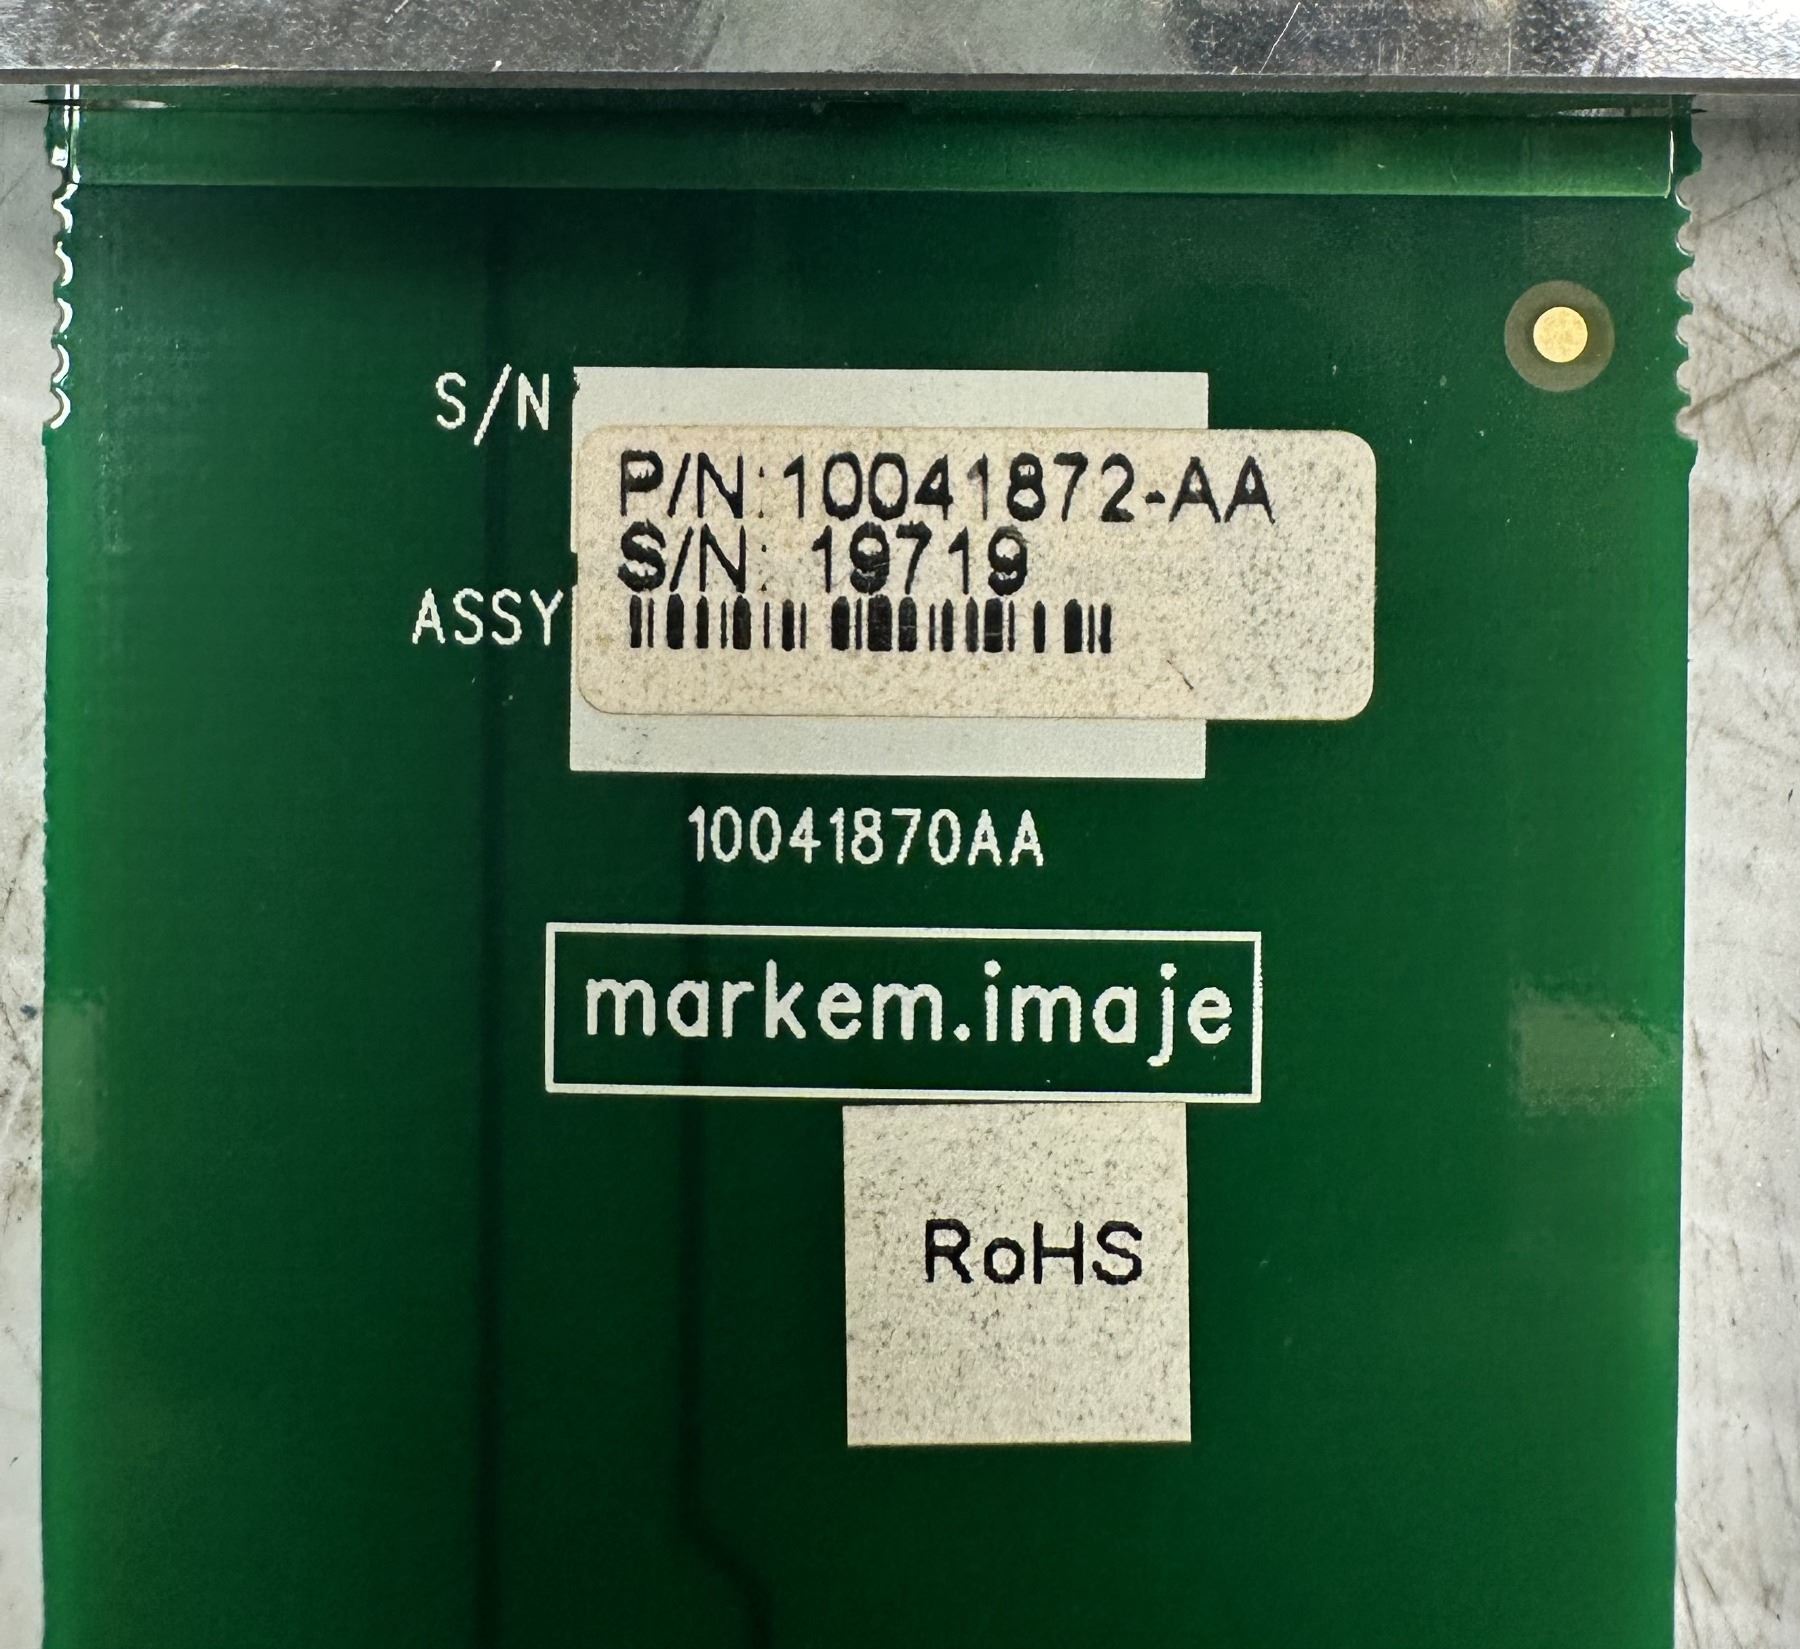 S/N
P/N:10041872-AA
S/N: 19719
ASSY
10041870AA
markem.imaje
RoHS